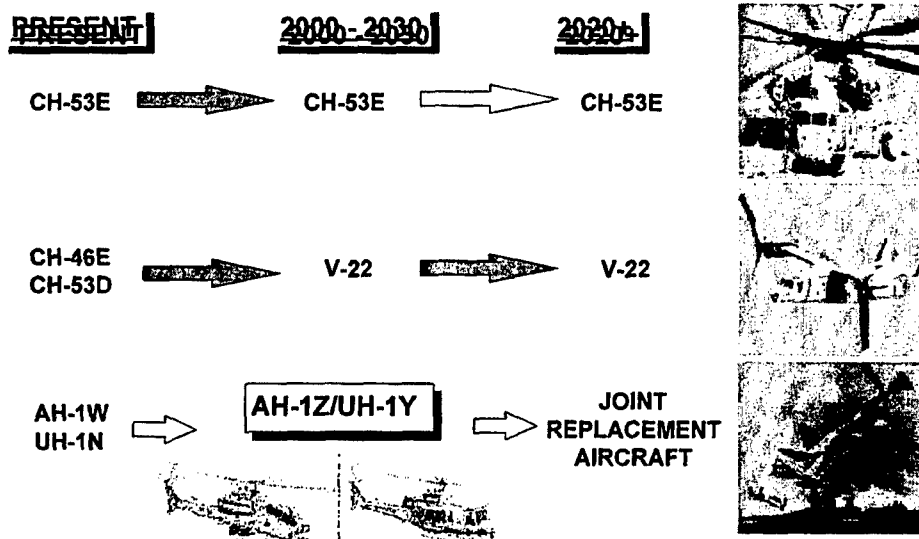 PRESENT
2000 - 2030
2020+
CH-53E
CH-53E
CH-53E
CH-46E
CH-53D
V-22
V-22
AH-1W
UH-1N
AH-1Z/UH-1Y
JOINT
REPLACEMENT
AIRCRAFT